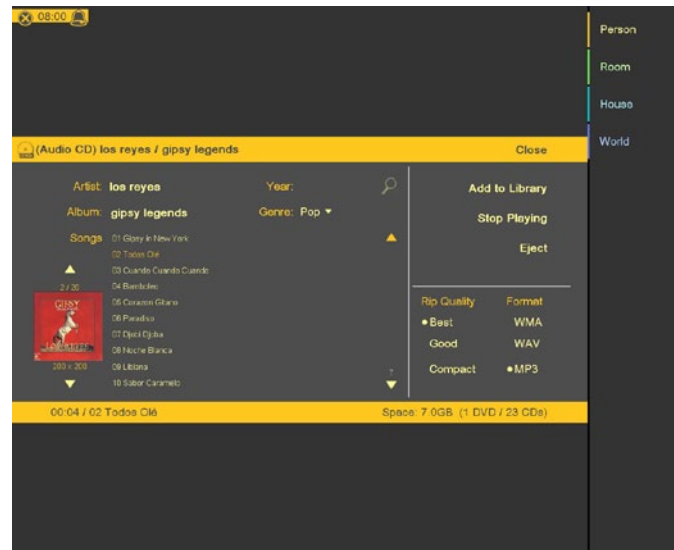 08:00
Person
Room
House
World
(Audio CD) los reyes / gipsy legends Close
Artist: los reyes Year:
Album: gipsy legends Genre: Pop
Songs 01 Gipsy in New York
02 Todos Olé
03 Cuando Cuando Cuando
04 Bamboleo
05 Corazon Gitano
06 Paradiso
07 Djobi Djoba
08 Noche Blanca
09 Libiana
10 Sabor Caramelo
2 / 20
GIPSY
200 x 200
?
Add to Library
Stop Playing
Eject
Rip Quality Format
Best WMA
Good WAV
Compact MP3
00:04 / 02 Todos Olé Space: 7.0GB (1 DVD / 23 CDs)